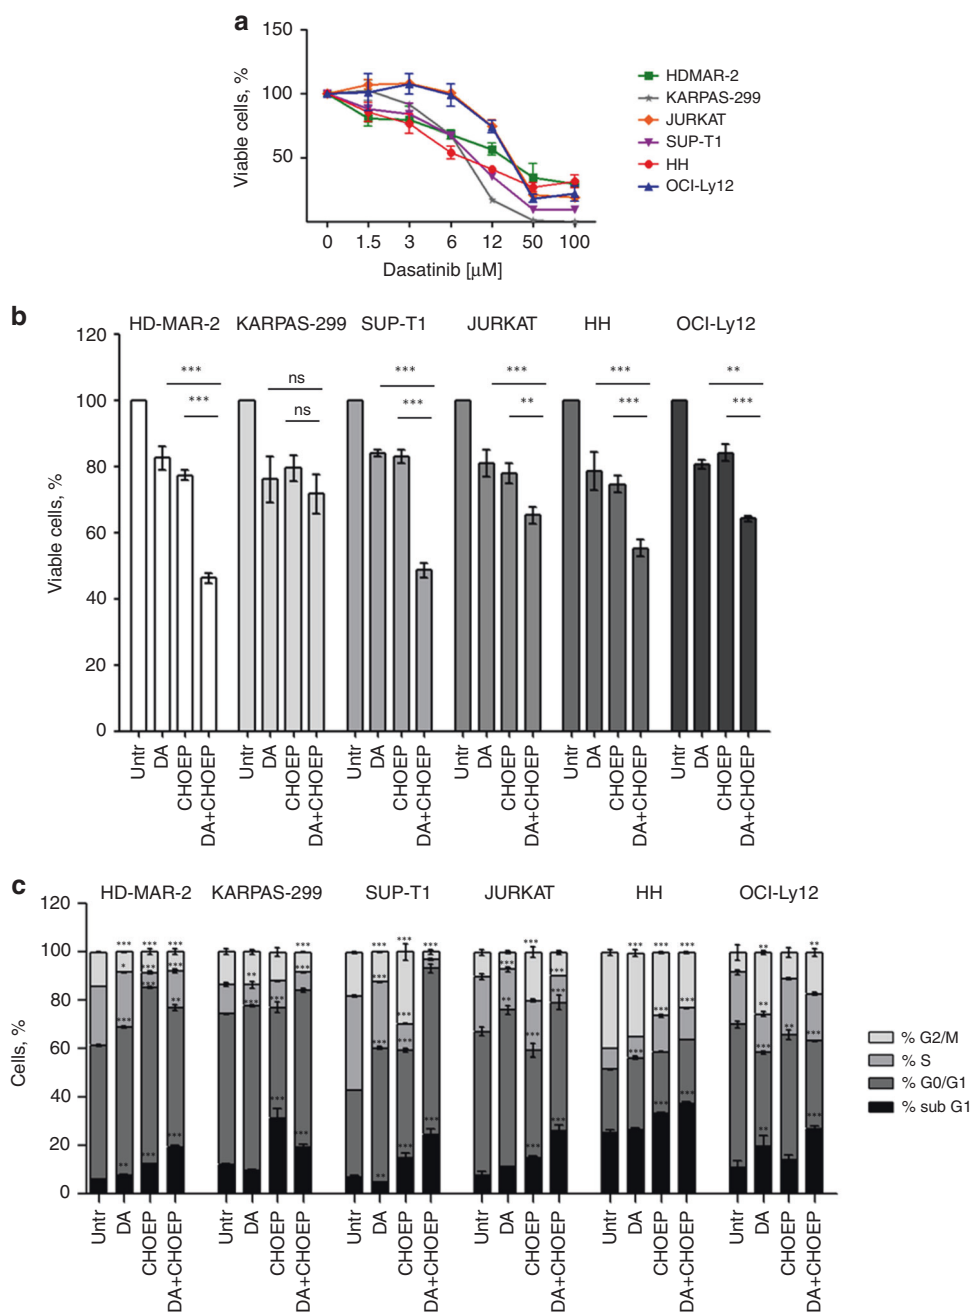 a
150
100
50
Viable cells, %
0 1.5 3 6 12 50 100
Dasatinib [µM]
HDMAR-2
KARPAS-299
JURKAT
SUP-T1
HH
OCI-Ly12
b
HD-MAR-2 KARPAS-299 SUP-T1 JURKAT HH OCI-Ly12
120
100
80
60
40
20
0
Viable cells, %
*** ns *** *** *** **
*** ns *** ** *** ***
Untr DA CHOEP DA+CHOEP Untr DA CHOEP DA+CHOEP Untr DA CHOEP DA+CHOEP Untr DA CHOEP DA+CHOEP Untr DA CHOEP DA+CHOEP Untr DA CHOEP DA+CHOEP
c
HD-MAR-2 KARPAS-299 SUP-T1 JURKAT HH OCI-Ly12
120
100
80
60
40
20
0
Cells, %
% G2/M
% S
% G0/G1
% sub G1
Untr DA CHOEP DA+CHOEP Untr DA CHOEP DA+CHOEP Untr DA CHOEP DA+CHOEP Untr DA CHOEP DA+CHOEP Untr DA CHOEP DA+CHOEP Untr DA CHOEP DA+CHOEP